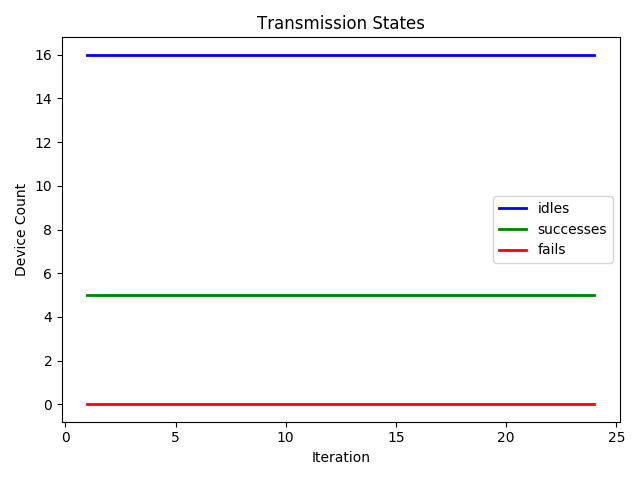 Transmission States
16
14
12
10
8
6
4
2
0
Device Count
idles
successes
fails
0 5 10 15 20 25
Iteration